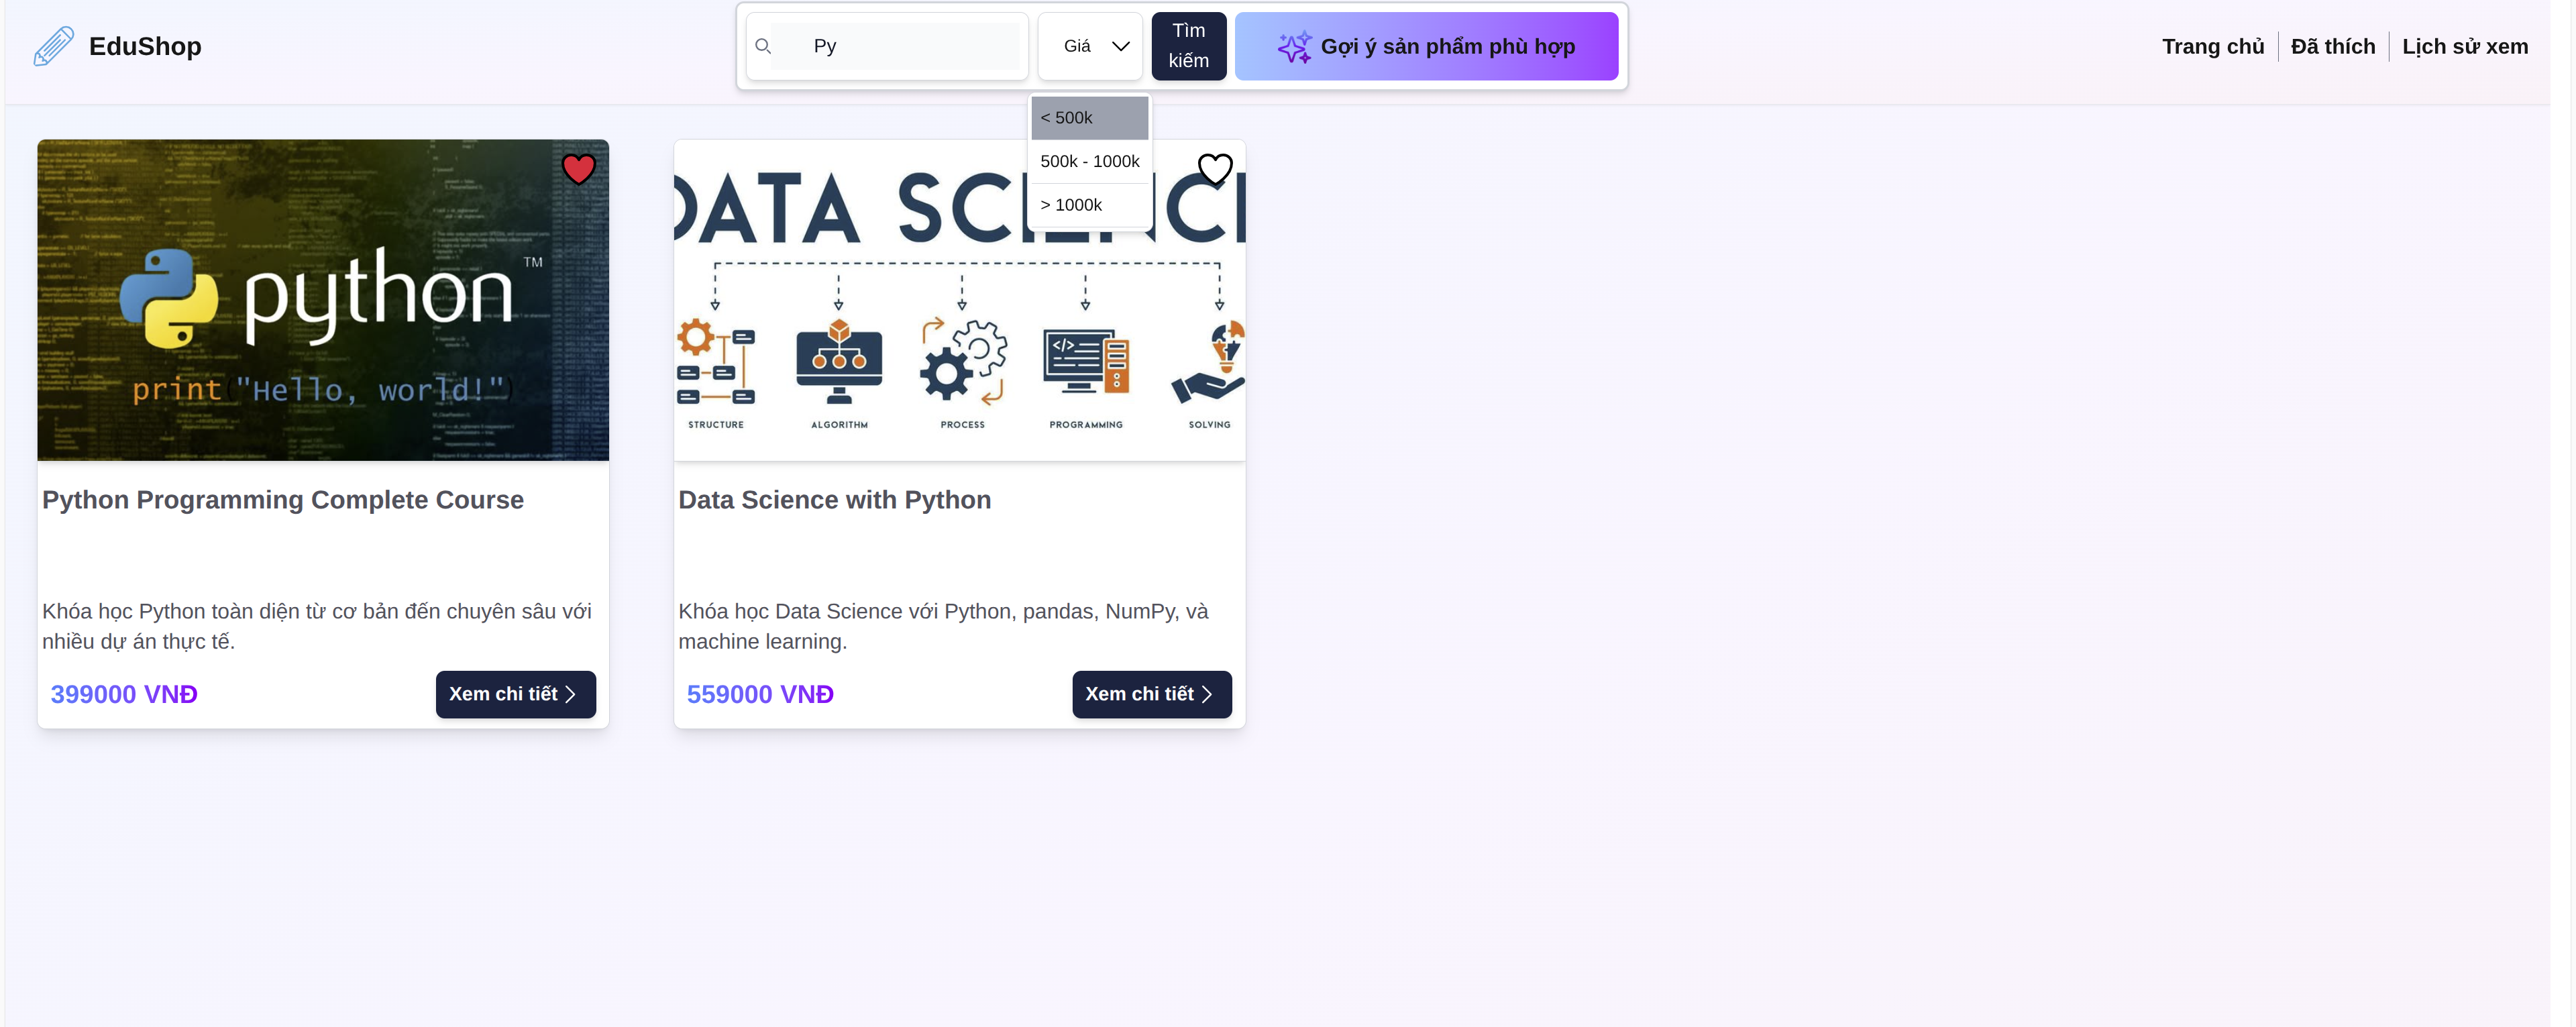 EduShop
Py
Giá
Tìm
kiếm
Gợi ý sản phẩm phù hợp
Trang chủ
Đã thích
Lịch sử xem
< 500k
500k - 1000k
> 1000k
python TM
print("Hello, world!")
DATA SCI
STRUCTURE
ALGORITHM
PROCESS
PROGRAMMING
SOLVING
Python Programming Complete Course
Khóa học Python toàn diện từ cơ bản đến chuyên sâu với
nhiều dự án thực tế.
399000 VNĐ
Xem chi tiết
Data Science with Python
Khóa học Data Science với Python, pandas, NumPy, và
machine learning.
559000 VNĐ
Xem chi tiết